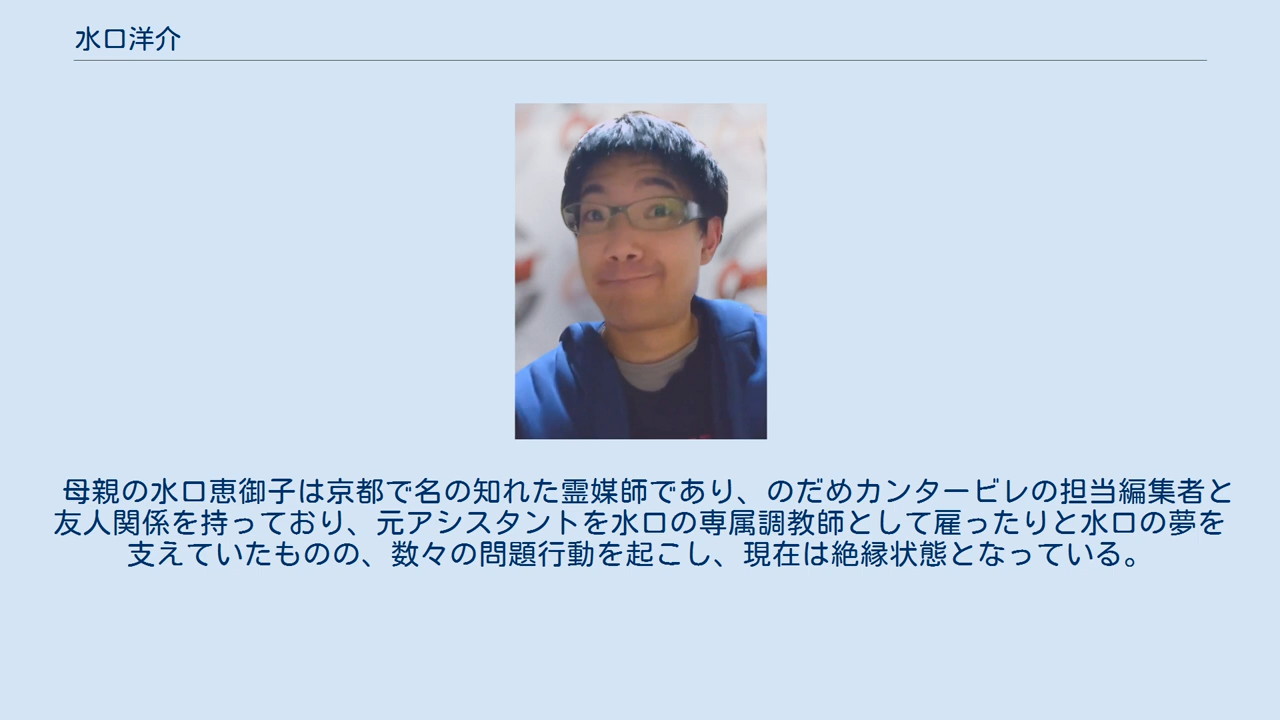 水口洋介
母親の水口恵御子は京都で名の知れた霊媒師であり、のだめカンタービレの担当編集者と
友人関係を持っており、元アシスタントを水口の専属調教師として雇ったりと水口の夢を
支えていたものの、数々の問題行動を起こし、現在は絶縁状態となっている。